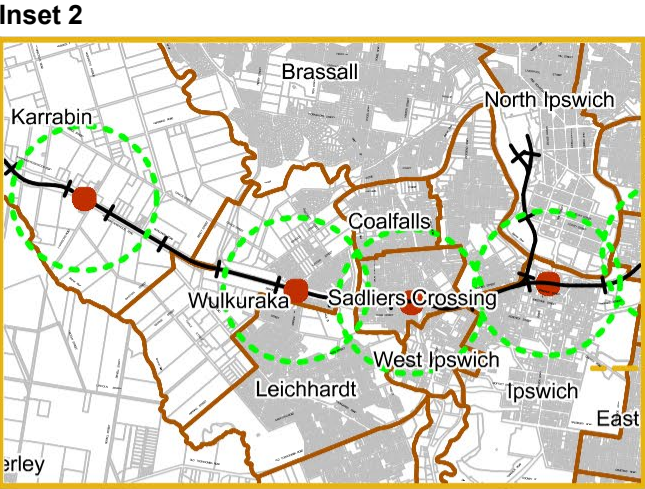 Inset 2
Brassall
North Ipswich
Karrabin
Coalfalls
Wulkuraka
Sadliers Crossing
West Ipswich
Leichhardt
Ipswich
East
erley